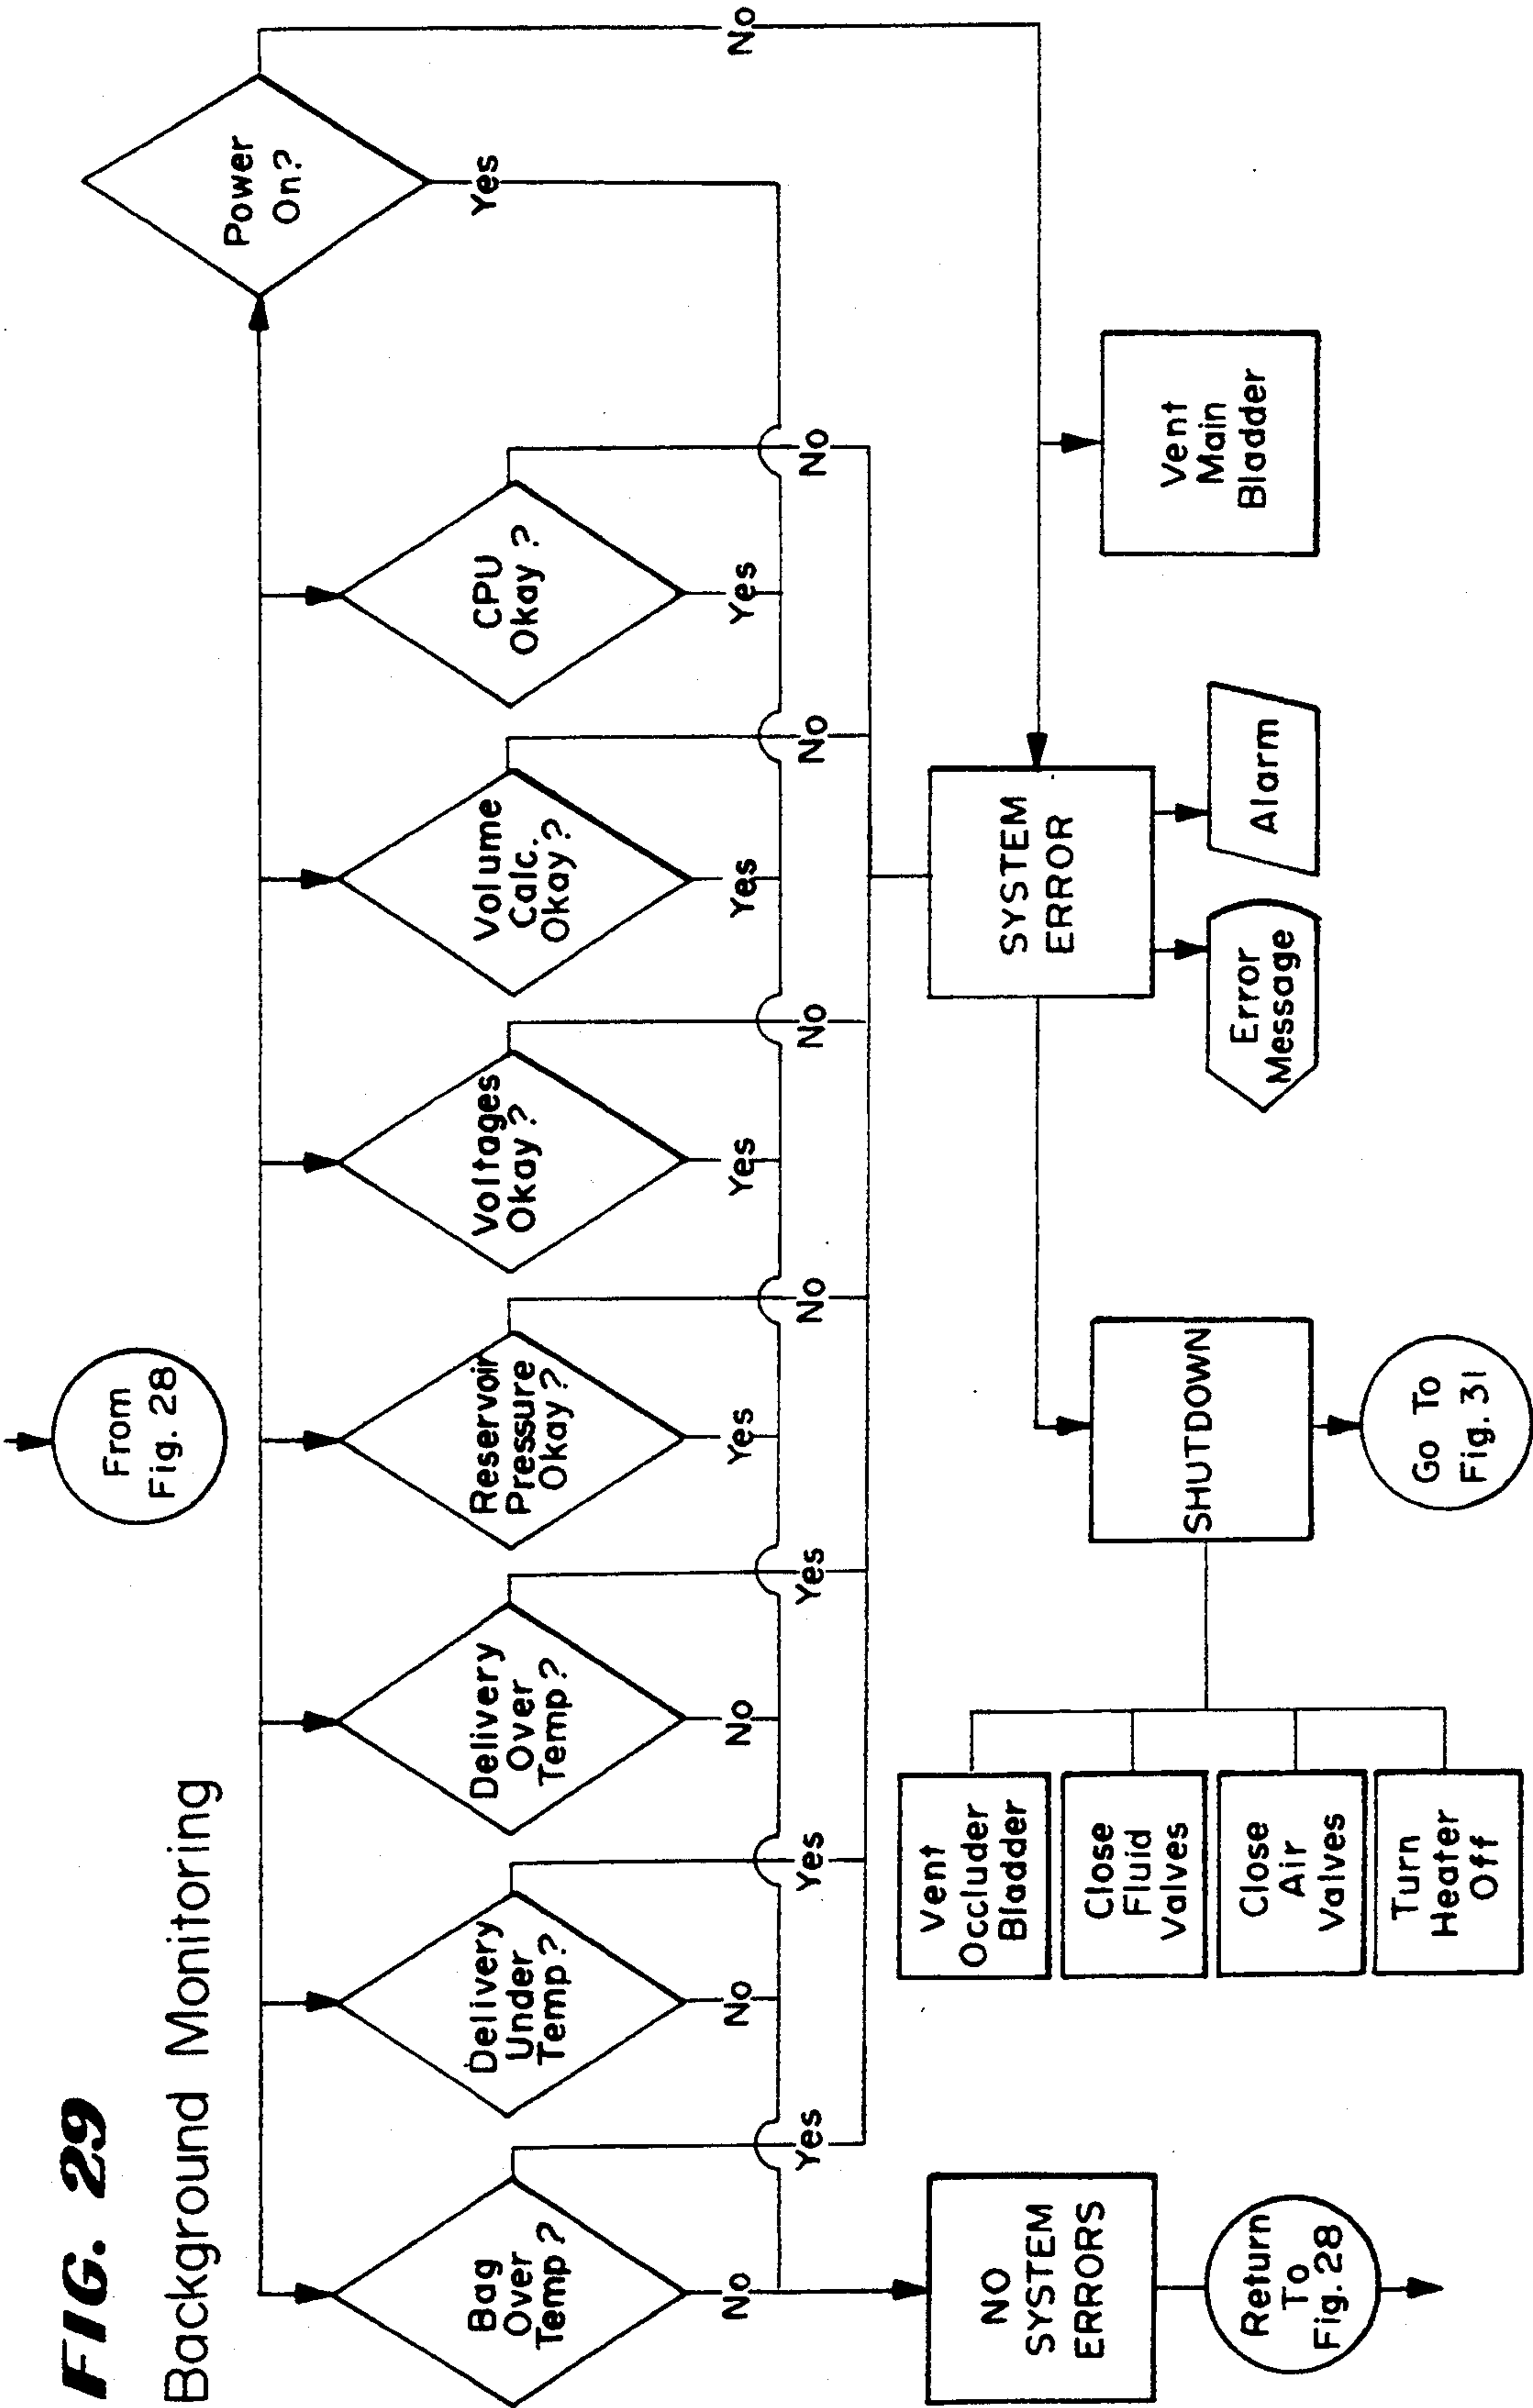 FIG. 29
Background Monitoring
From
Fig. 28
Bag
Over
Temp?
Delivery
Under
Temp?
Delivery
Over
Temp?
Reservoir
Pressure
Okay?
Voltages
Okay?
Volume
Calc.
Okay?
CPU
Okay?
Power
On?
No
No
No
Yes
Yes
Yes
Yes
Yes
Yes
Yes
Yes
No
No
No
No
No
NO
SYSTEM
ERRORS
Return
To
Fig. 28
SYSTEM
ERROR
Error
Message
Alarm
Vent
Main
Bladder
SHUTDOWN
Go To
Fig. 31
Vent
Occluder
Bladder
Close
Fluid
Valves
Close
Air
Valves
Turn
Heater
Off